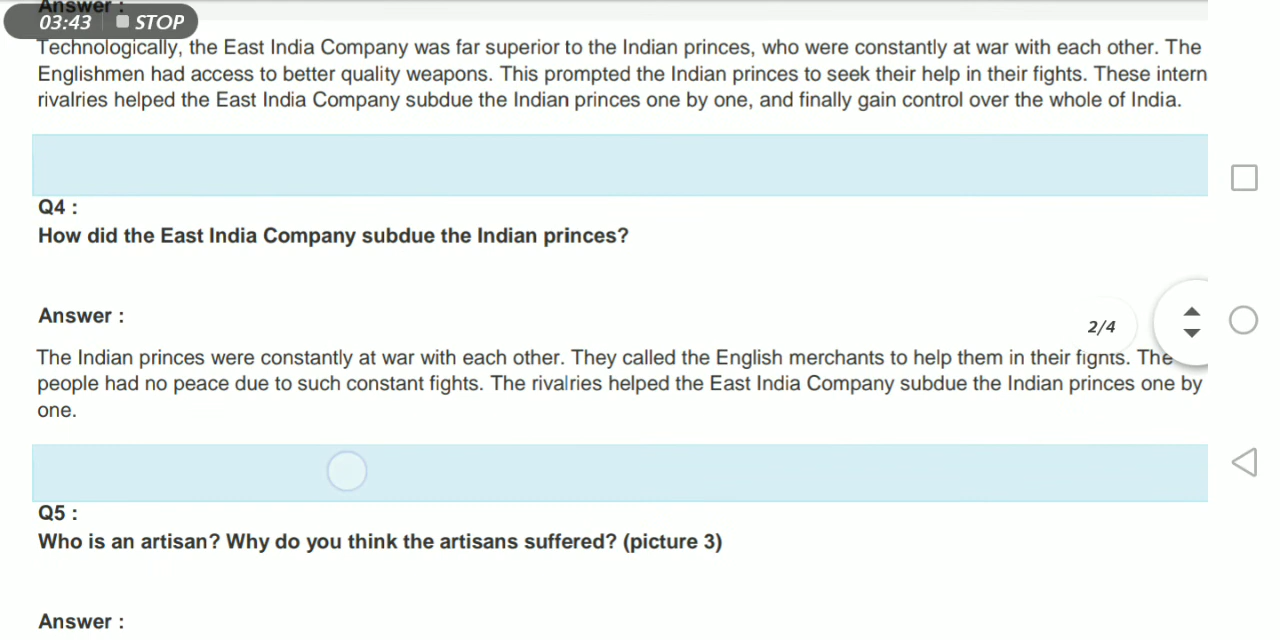 Answer :
03:43 STOP
Technologically, the East India Company was far superior to the Indian princes, who were constantly at war with each other. The
Englishmen had access to better quality weapons. This prompted the Indian princes to seek their help in their fights. These intern
rivalries helped the East India Company subdue the Indian princes one by one, and finally gain control over the whole of India.
Q4 :
How did the East India Company subdue the Indian princes?
Answer :
2/4
The Indian princes were constantly at war with each other. They called the English merchants to help them in their fights. The
people had no peace due to such constant fights. The rivalries helped the East India Company subdue the Indian princes one by
one.
Q5 :
Who is an artisan? Why do you think the artisans suffered? (picture 3)
Answer :